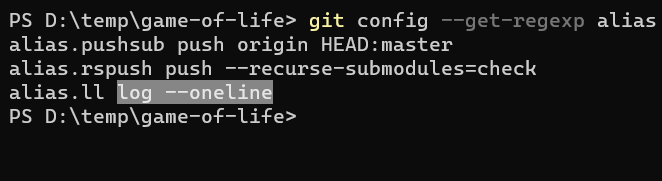 PS D:\temp\game-of-life> git config --get-regexp alias
alias.pushsub push origin HEAD:master
alias.rspush push --recurse-submodules=check
alias.ll log --oneline
PS D:\temp\game-of-life>